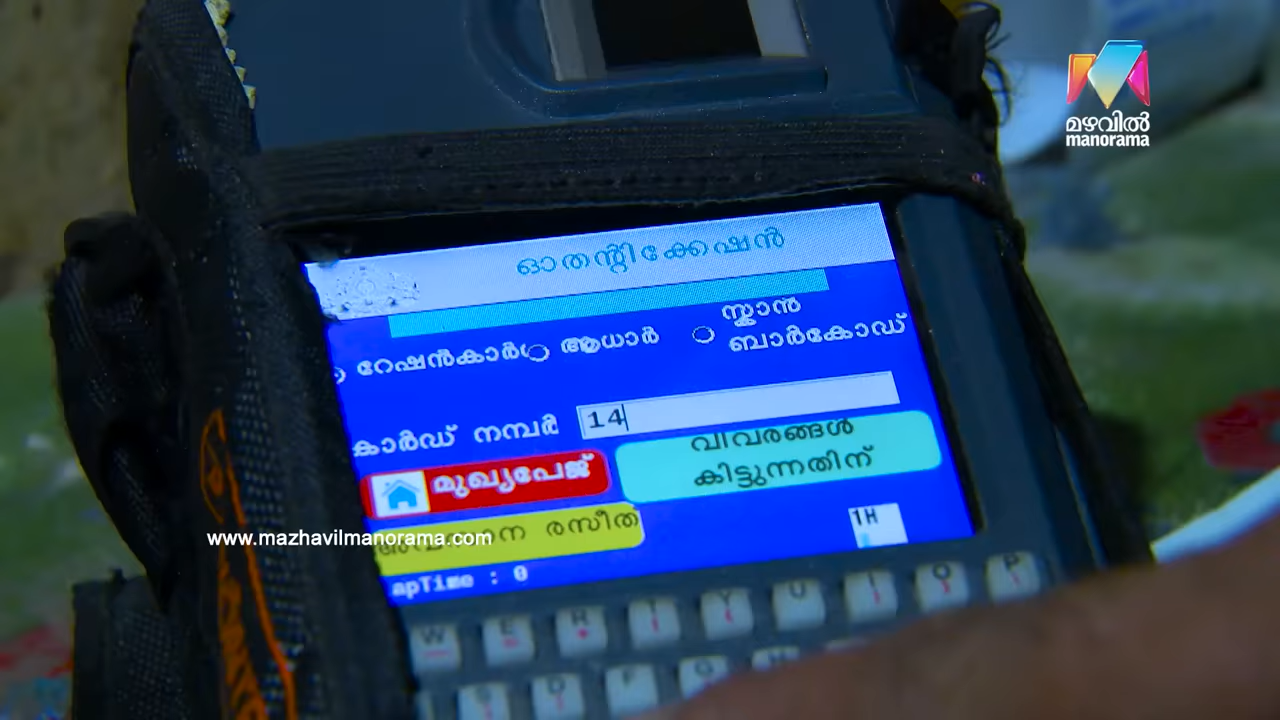 മഴവിൽ
manorama
ഓതന്റിക്കേഷൻ
റേഷൻകാർഡ് ആധാർ സ്കാൻ
ബാർകോഡ്
കാർഡ് നമ്പർ 14
മുഖ്യപേജ് വിവരങ്ങൾ
കിട്ടുന്നതിന്
രസീത
1H
www.mazhavilmanorama.com
apTime : 0
W E R T Y U I O P
S D F G H